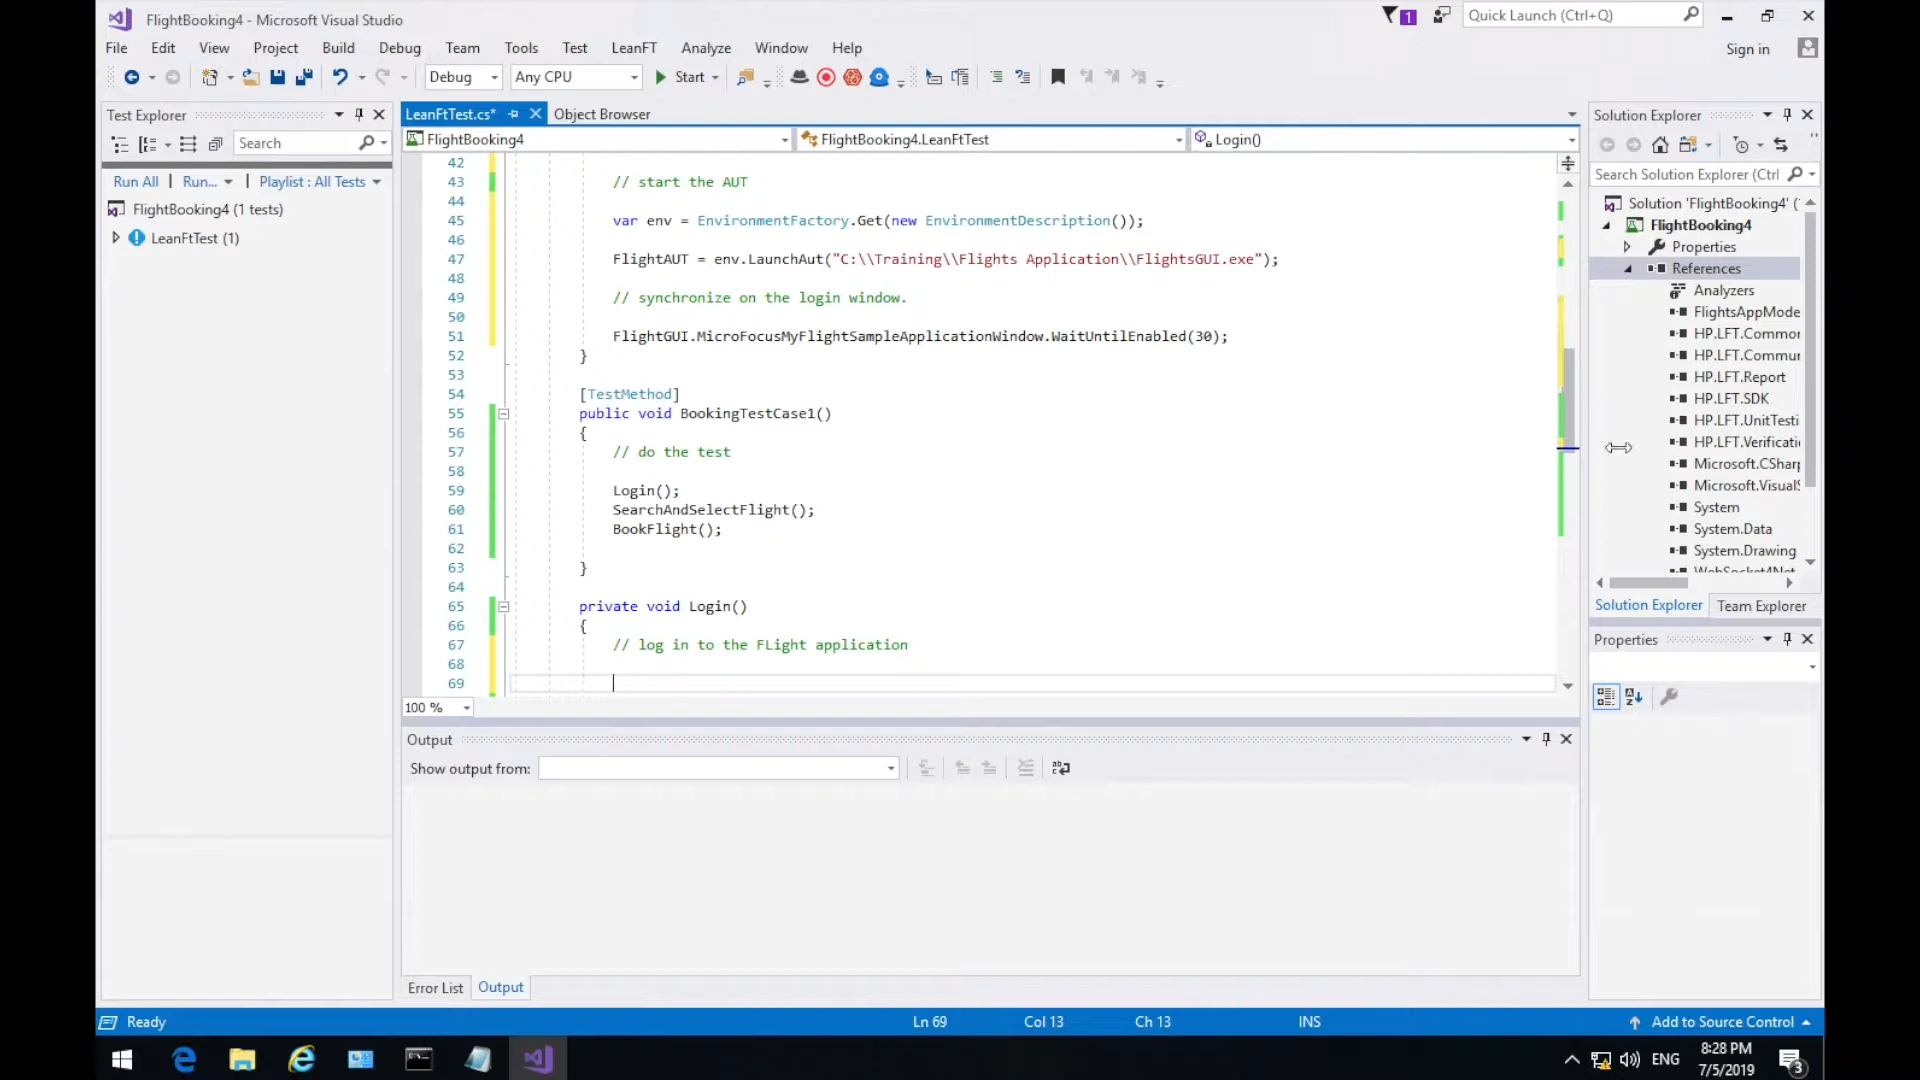 FlightBooking4 - Microsoft Visual Studio
1
Quick Launch (Ctrl+Q)
File Edit View Project Build Debug Team Tools Test LeanFT Analyze Window Help
Sign in
Debug Any CPU Start
Test Explorer
Search
Run All | Run... | Playlist : All Tests
FlightBooking4 (1 tests)
LeanFtTest (1)
LeanFtTest.cs* Object Browser
FlightBooking4 FlightBooking4.LeanFtTest Login()
42
43 // start the AUT
44
45 var env = EnvironmentFactory.Get(new EnvironmentDescription());
46
47 FlightAUT = env.LaunchAut("C:\\Training\\Flights Application\\FlightsGUI.exe");
48
49 // synchronize on the login window.
50
51 FlightGUI.MicroFocusMyFlightSampleApplicationWindow.WaitUntilEnabled(30);
52 }
53
54 [TestMethod]
55 public void BookingTestCase1()
56 {
57 // do the test
58
59 Login();
60 SearchAndSelectFlight();
61 BookFlight();
62
63 }
64
65 private void Login()
66 {
67 // log in to the FLight application
68
69
100 %
Output
Show output from:
Error List Output
Solution Explorer
Search Solution Explorer (Ctrl
Solution 'FlightBooking4' (
FlightBooking4
Properties
References
Analyzers
FlightsAppMode
HP.LFT.Common
HP.LFT.Commu
HP.LFT.Report
HP.LFT.SDK
HP.LFT.UnitTesti
HP.LFT.Verificati
Microsoft.CShar
Microsoft.VisualS
System
System.Data
System.Drawing
WebSocket4Net
Solution Explorer Team Explorer
Properties
Ready Ln 69 Col 13 Ch 13 INS Add to Source Control
ENG 8:28 PM
7/5/2019
3